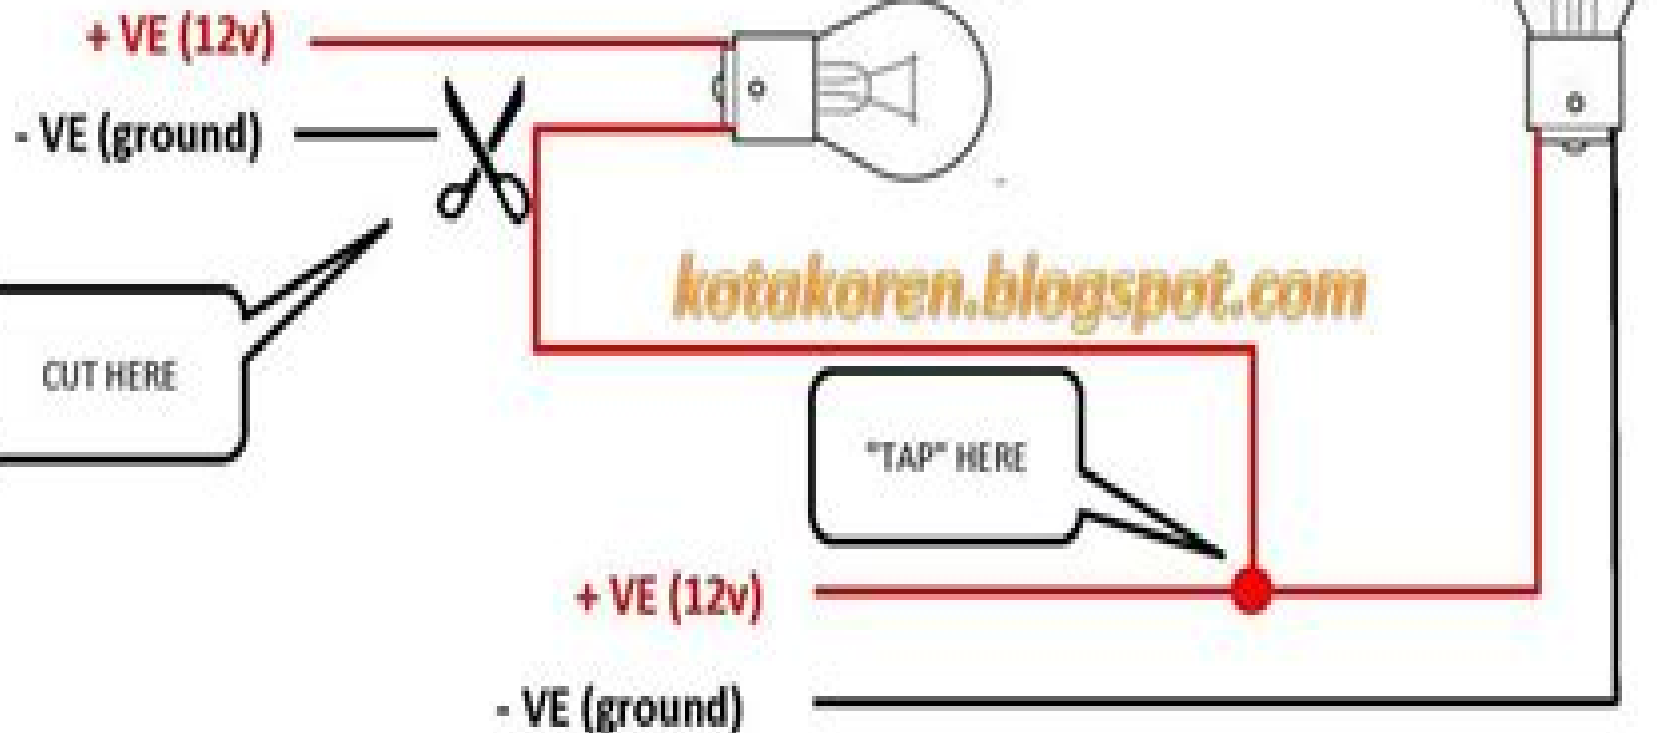 + VE (12v)
- VE (ground)
kotakoren.blogspot.com
CUT HERE
"TAP" HERE
+ VE (12v)
- VE (ground)